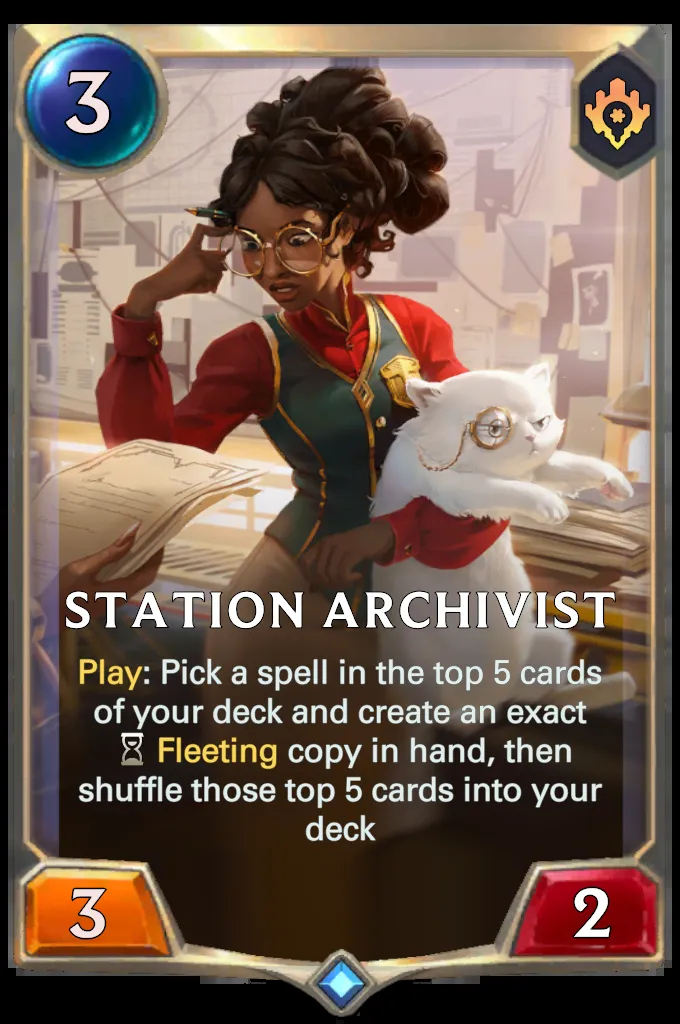 3
STATION ARCHIVIST
Play: Pick a spell in the top 5 cards
of your deck and create an exact
Fleeting copy in hand, then
shuffle those top 5 cards into your
deck
3
2